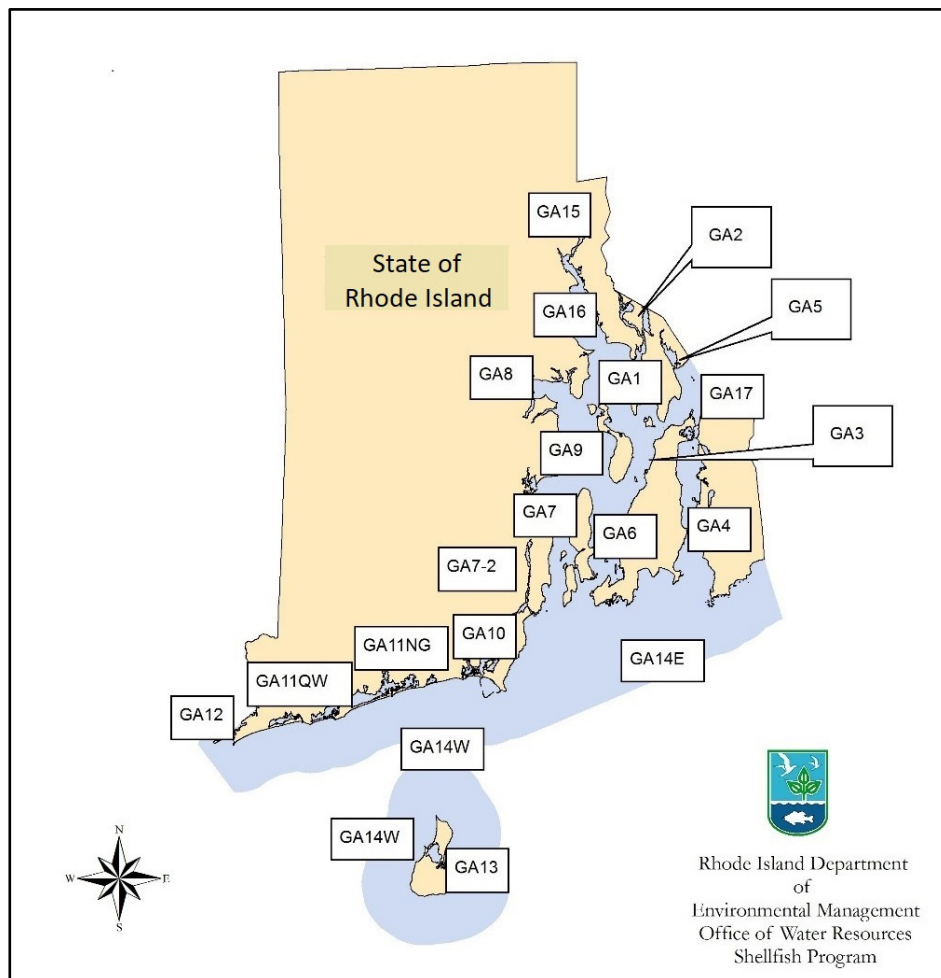 GA15
GA2
State of
Rhode Island
GA16
GA5
GA8
GA1
GA17
GA3
GA9
GA7
GA6
GA4
GA7-2
GA10
GA11NG
GA14E
GA11QW
GA12
GA14W
GA14W
GA13
N
W
E
S
Rhode Island Department
of
Environmental Management
Office of Water Resources
Shellfish Program